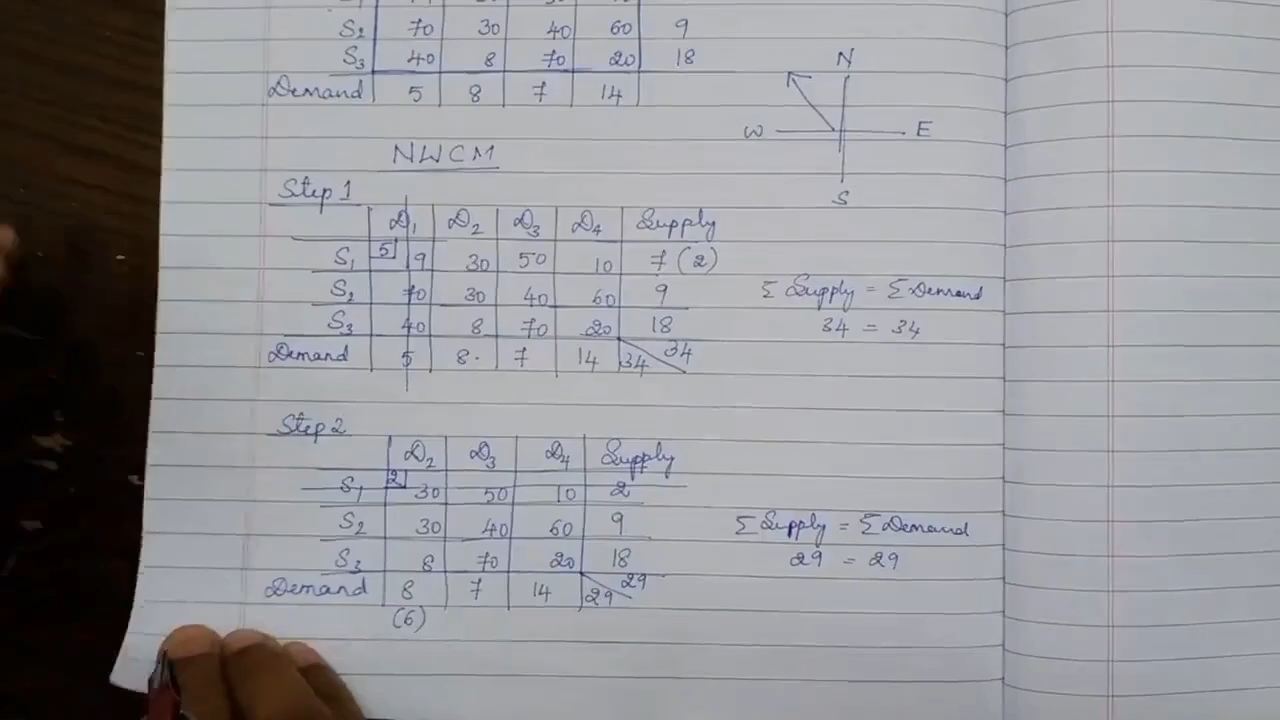 S2 70 30 40 60 9
S3 40 8 70 20 18
Demand 5 8 7 14
N
W E
S
NWCM
Step 1
D1 D2 D3 D4 Supply
S1 5 9 30 50 10 7 (2)
S2 70 30 40 60 9
S3 40 8 70 20 18
Demand 5 8. 7 14 34 34
Σ Supply = Σ Demand
34 = 34
Step 2
D2 D3 D4 Supply
S1 2 30 50 10 2
S2 30 40 60 9
S3 8 70 20 18
Demand 8 7 14 29 29
(6)
Σ Supply = Σ Demand
29 = 29